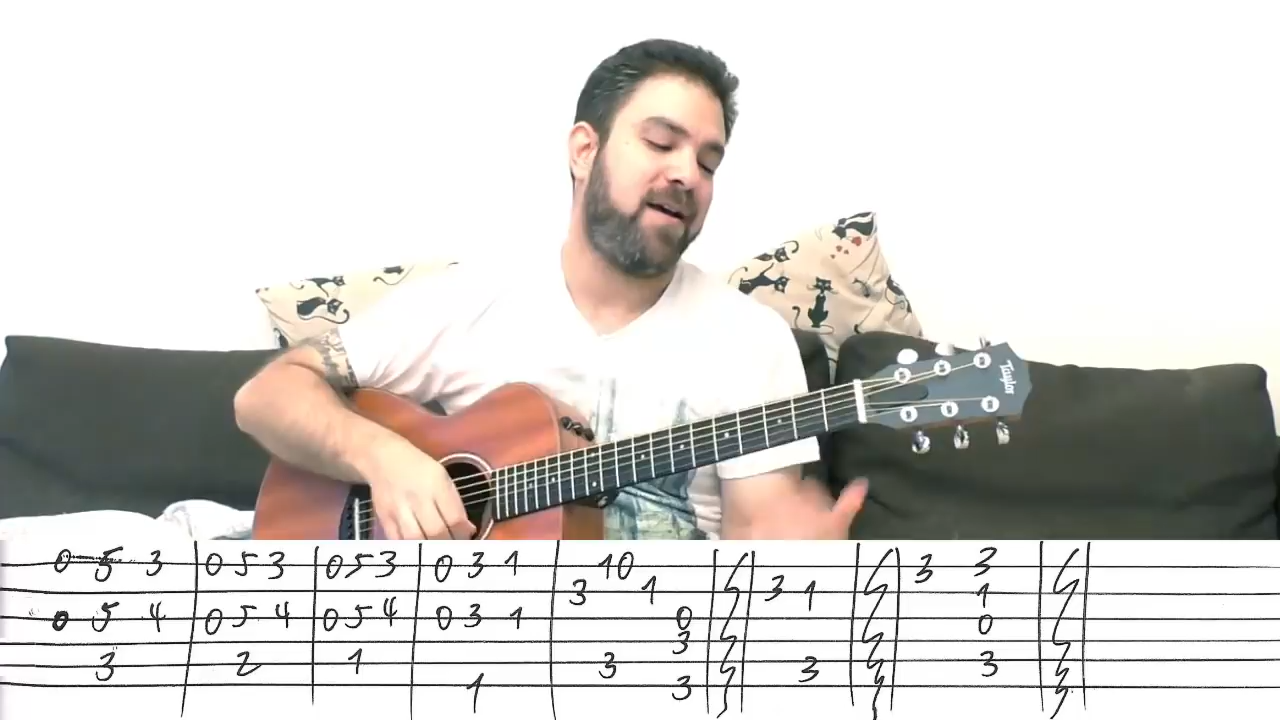 Taylor
0 5 3 0 5 3 0 5 3 0 3 1 1 0 3 3
3 1 3 1 1
0 5 4 0 5 4 0 5 4 0 3 1 0 0
3
3 2 1 3 3 3
1 3